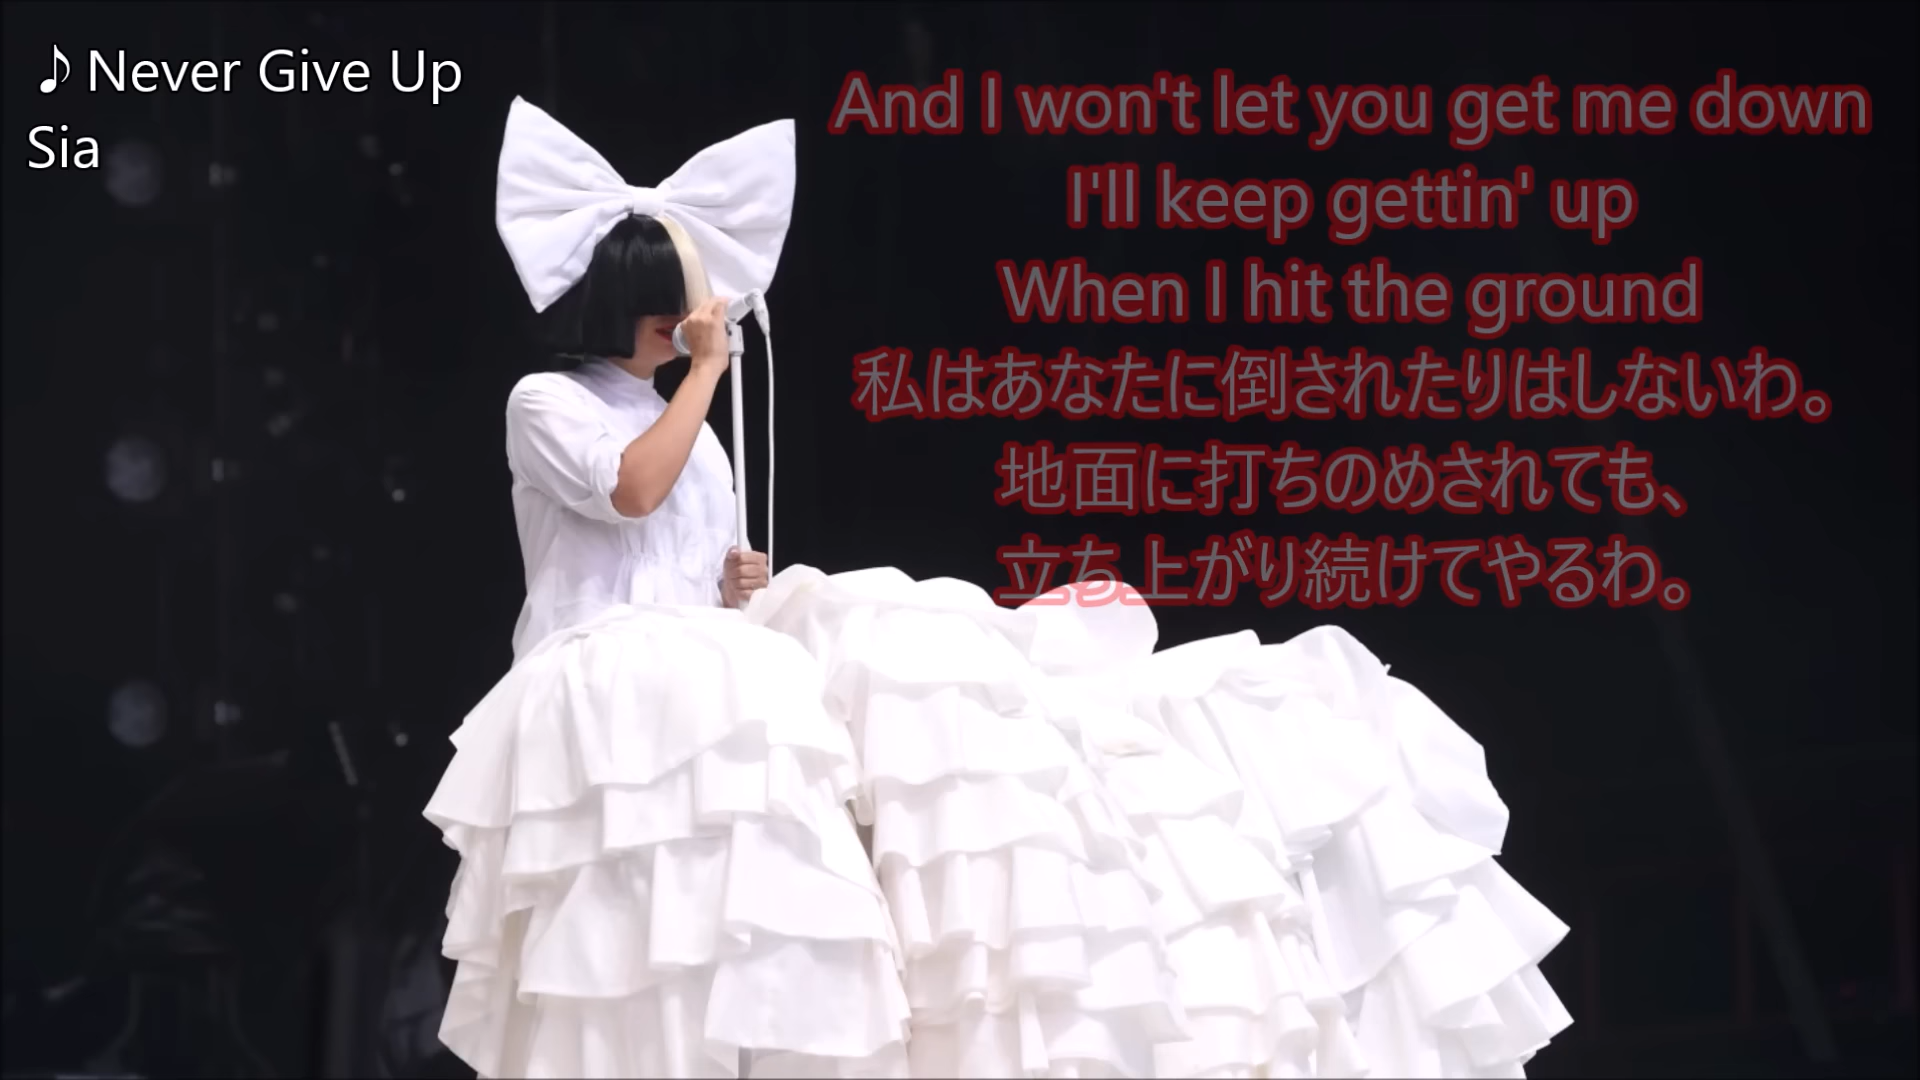 ♪Never Give Up
Sia
And I won't let you get me down
I'll keep gettin' up
When I hit the ground
私はあなたに倒されたりはしないわ。
地面に打ちのめされても、
立ち上がり続けてやるわ。